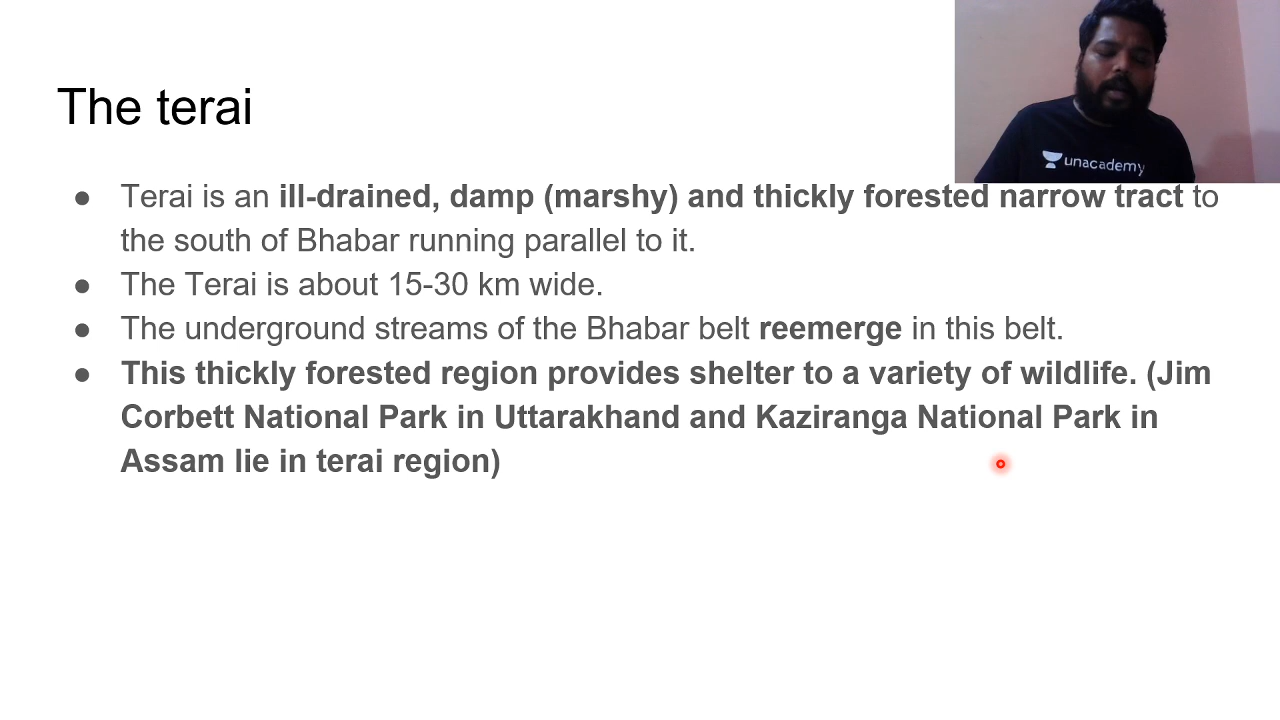 The terai
unacademy
● Terai is an ill-drained, damp (marshy) and thickly forested narrow tract to
the south of Bhabar running parallel to it.
● The Terai is about 15-30 km wide.
● The underground streams of the Bhabar belt reemerge in this belt.
● This thickly forested region provides shelter to a variety of wildlife. (Jim
Corbett National Park in Uttarakhand and Kaziranga National Park in
Assam lie in terai region)